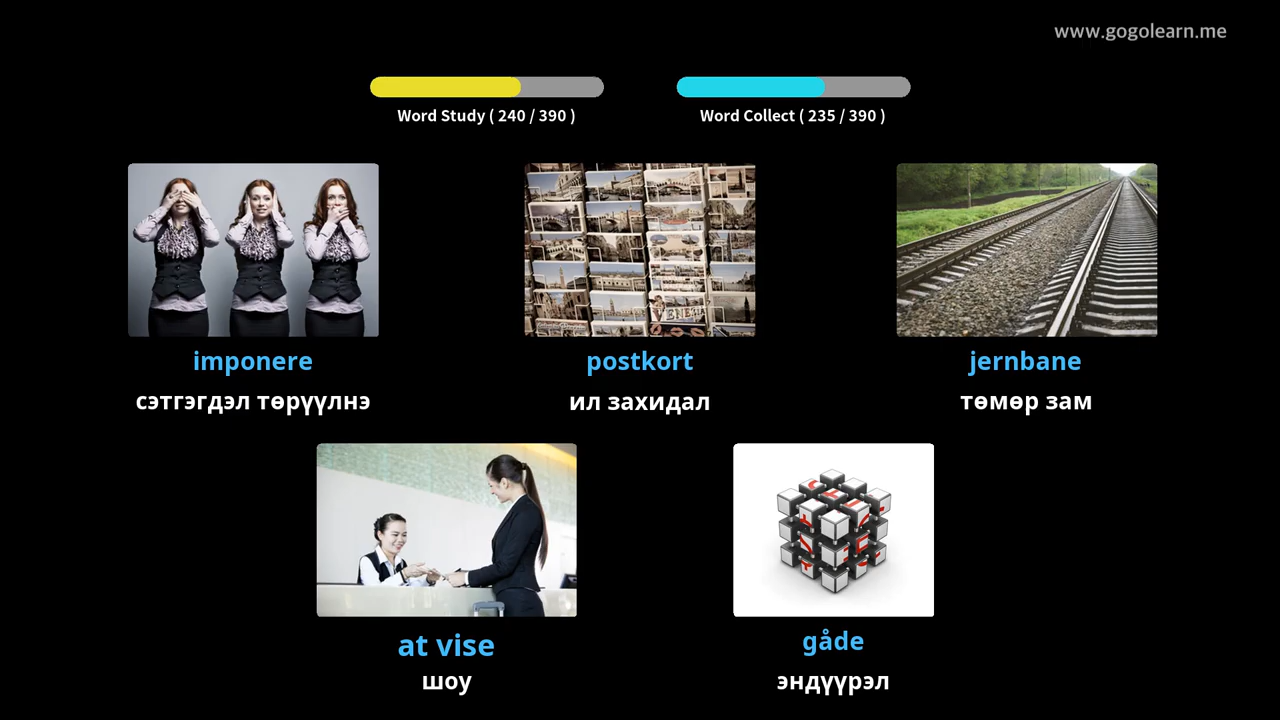 www.gogolearn.me
Word Study ( 240 / 390 )
Word Collect ( 235 / 390 )
imponere
сэтгэгдэл төрүүлнэ
postkort
ил захидал
jernbane
төмөр зам
at vise
шоу
gåde
эндүүрэл